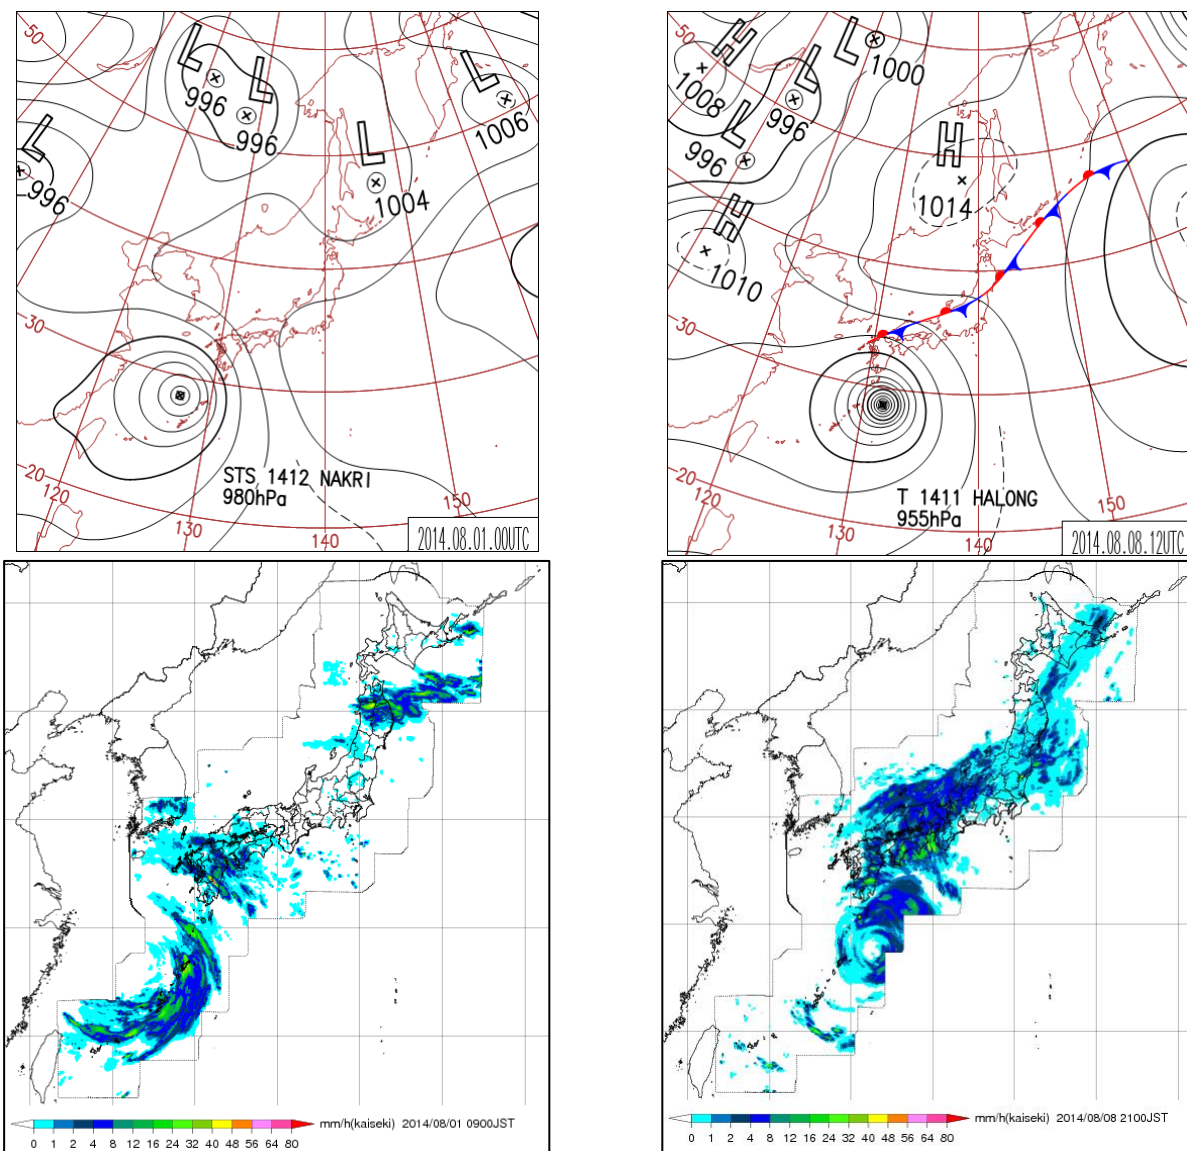 50
L
L
L
996
996
1006
L
996
L
1004
30
20
120
STS 1412 NAKRI
980hPa
130
140
150
2014.08.01.00UTC
50
H
L
1000
1008
L
996
L
996
H
1014
H
1010
30
20
120
T 1411 HALONG
955hPa
130
140
150
2014.08.08.12UTC
mm/h(kaiseki) 2014/08/01 0900JST
0 1 2 4 8 12 16 24 32 40 48 56 64 80
mm/h(kaiseki) 2014/08/08 2100JST
0 1 2 4 8 12 16 24 32 40 48 56 64 80